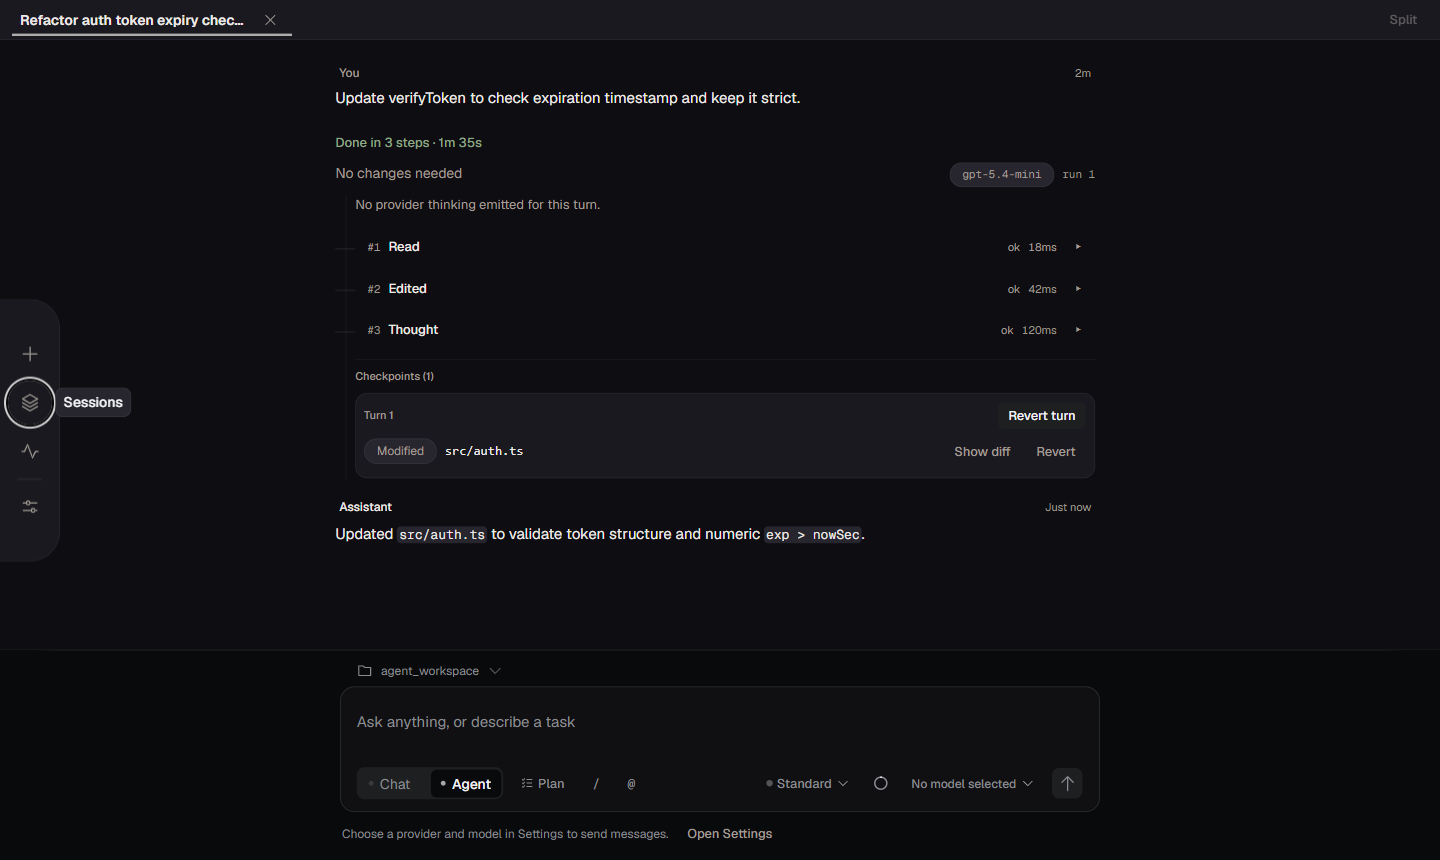 Refactor auth token expiry chec...
Split
You
2m
Update verifyToken to check expiration timestamp and keep it strict.
Done in 3 steps · 1m 35s
No changes needed
gpt-5.4-mini
run 1
No provider thinking emitted for this turn.
#1 Read
ok 18ms
#2 Edited
ok 42ms
#3 Thought
ok 120ms
Sessions
Checkpoints (1)
Turn 1
Revert turn
Modified
src/auth.ts
Show diff
Revert
Assistant
Just now
Updated src/auth.ts to validate token structure and numeric exp > nowSec.
agent_workspace
Ask anything, or describe a task
Chat
Agent
Plan
/
@
Standard
No model selected
Choose a provider and model in Settings to send messages.
Open Settings